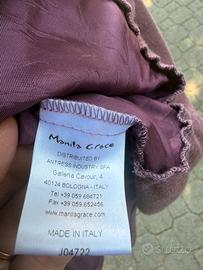 Manila Grace
DISTRIBUTED BY
ANTRESS INDUSTRY SPA
Galleria Cavour, 4
40124 BOLOGNA - ITALY
Tel +39 059 684721
Fax +39 059 652456
www.manilagrace.com
MADE IN ITALY
J04722
subito